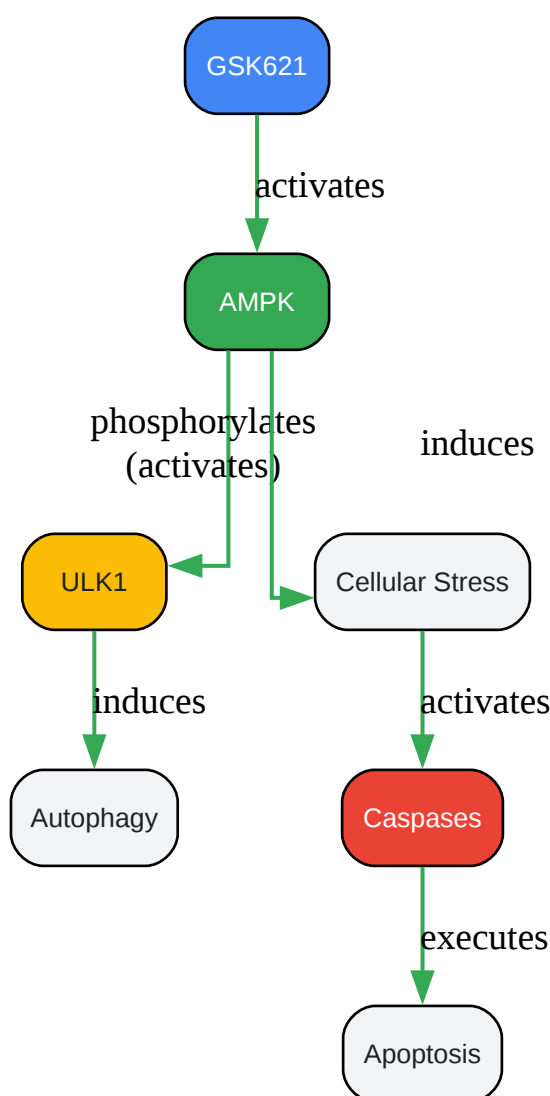 GSK621
activates
AMPK
phosphorylates
(activates)
induces
ULK1
Cellular Stress
induces
activates
Autophagy
Caspases
executes
Apoptosis